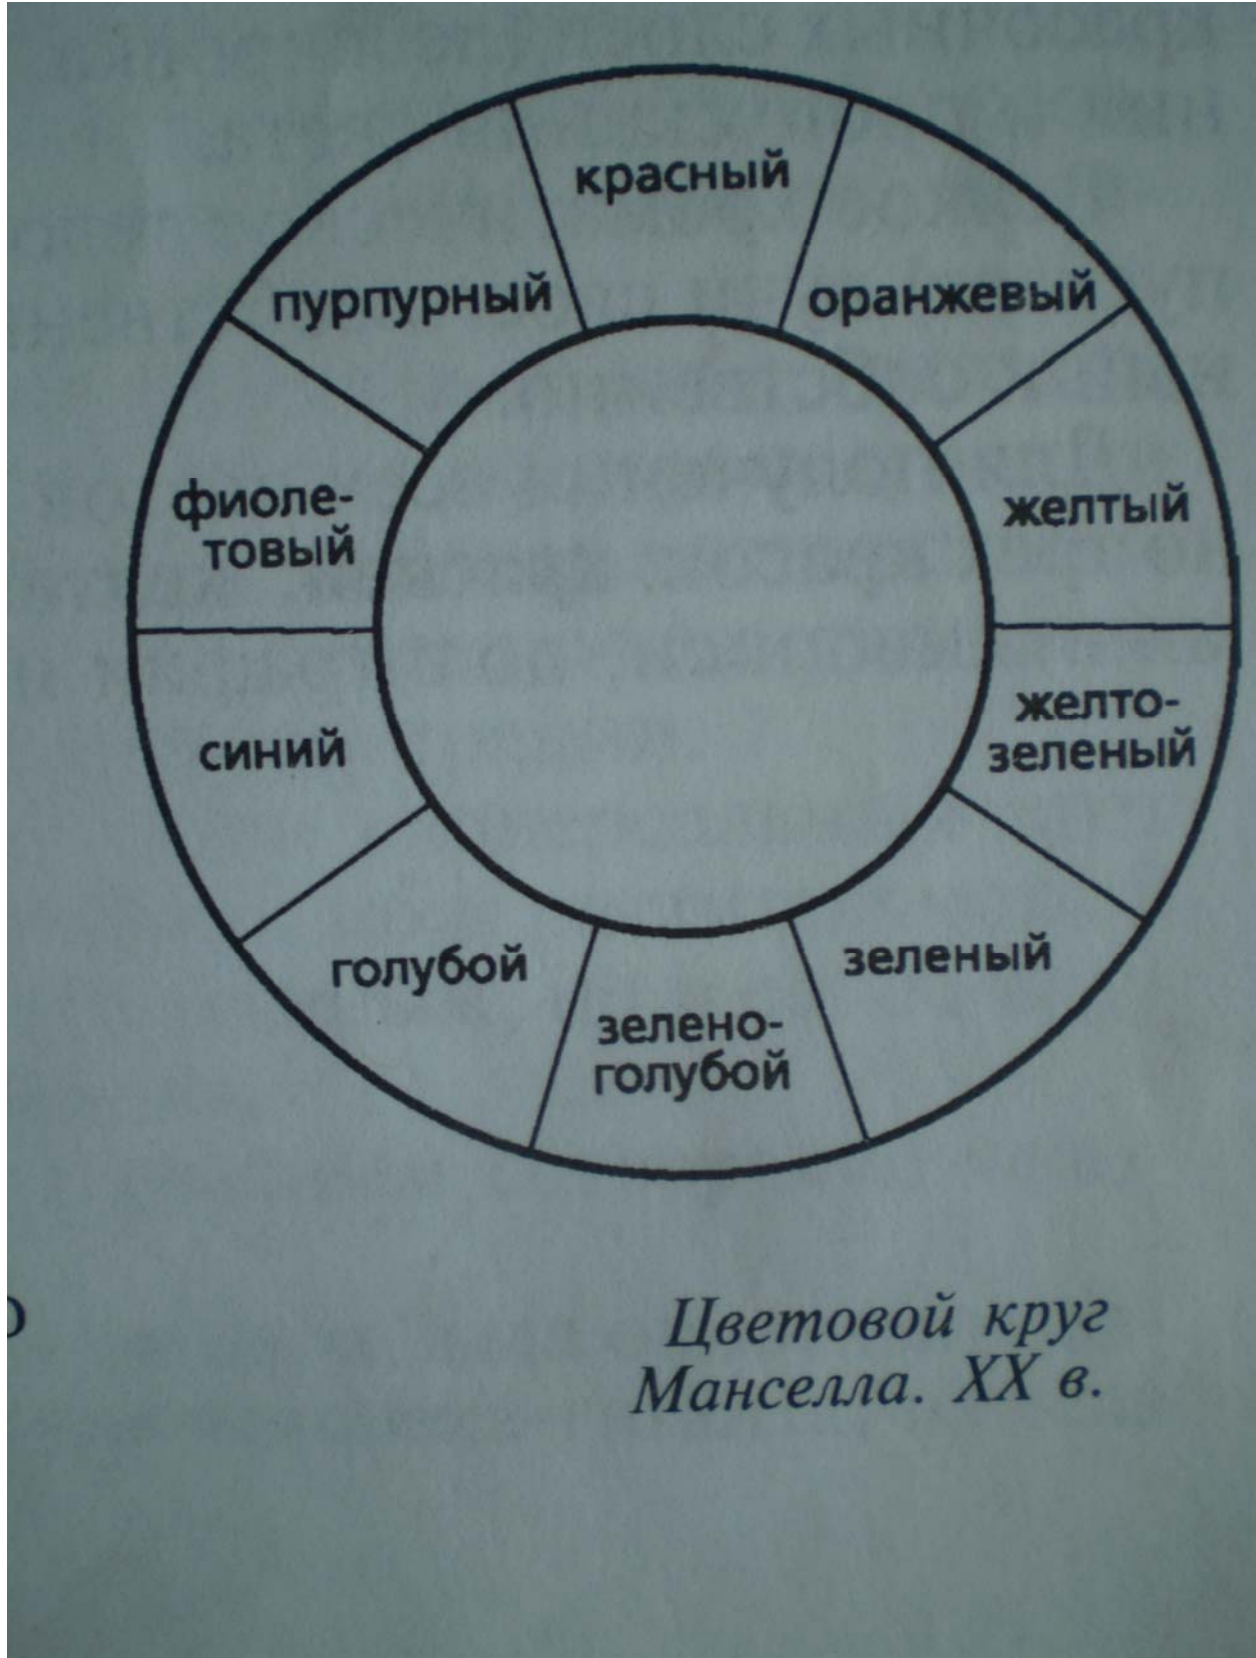 красный
оранжевый
желтый
желто-
зеленый
зеленый
зелено-
голубой
голубой
синий
фиоле-
товый
пурпурный
Цветовой круг
Манселла. XX в.